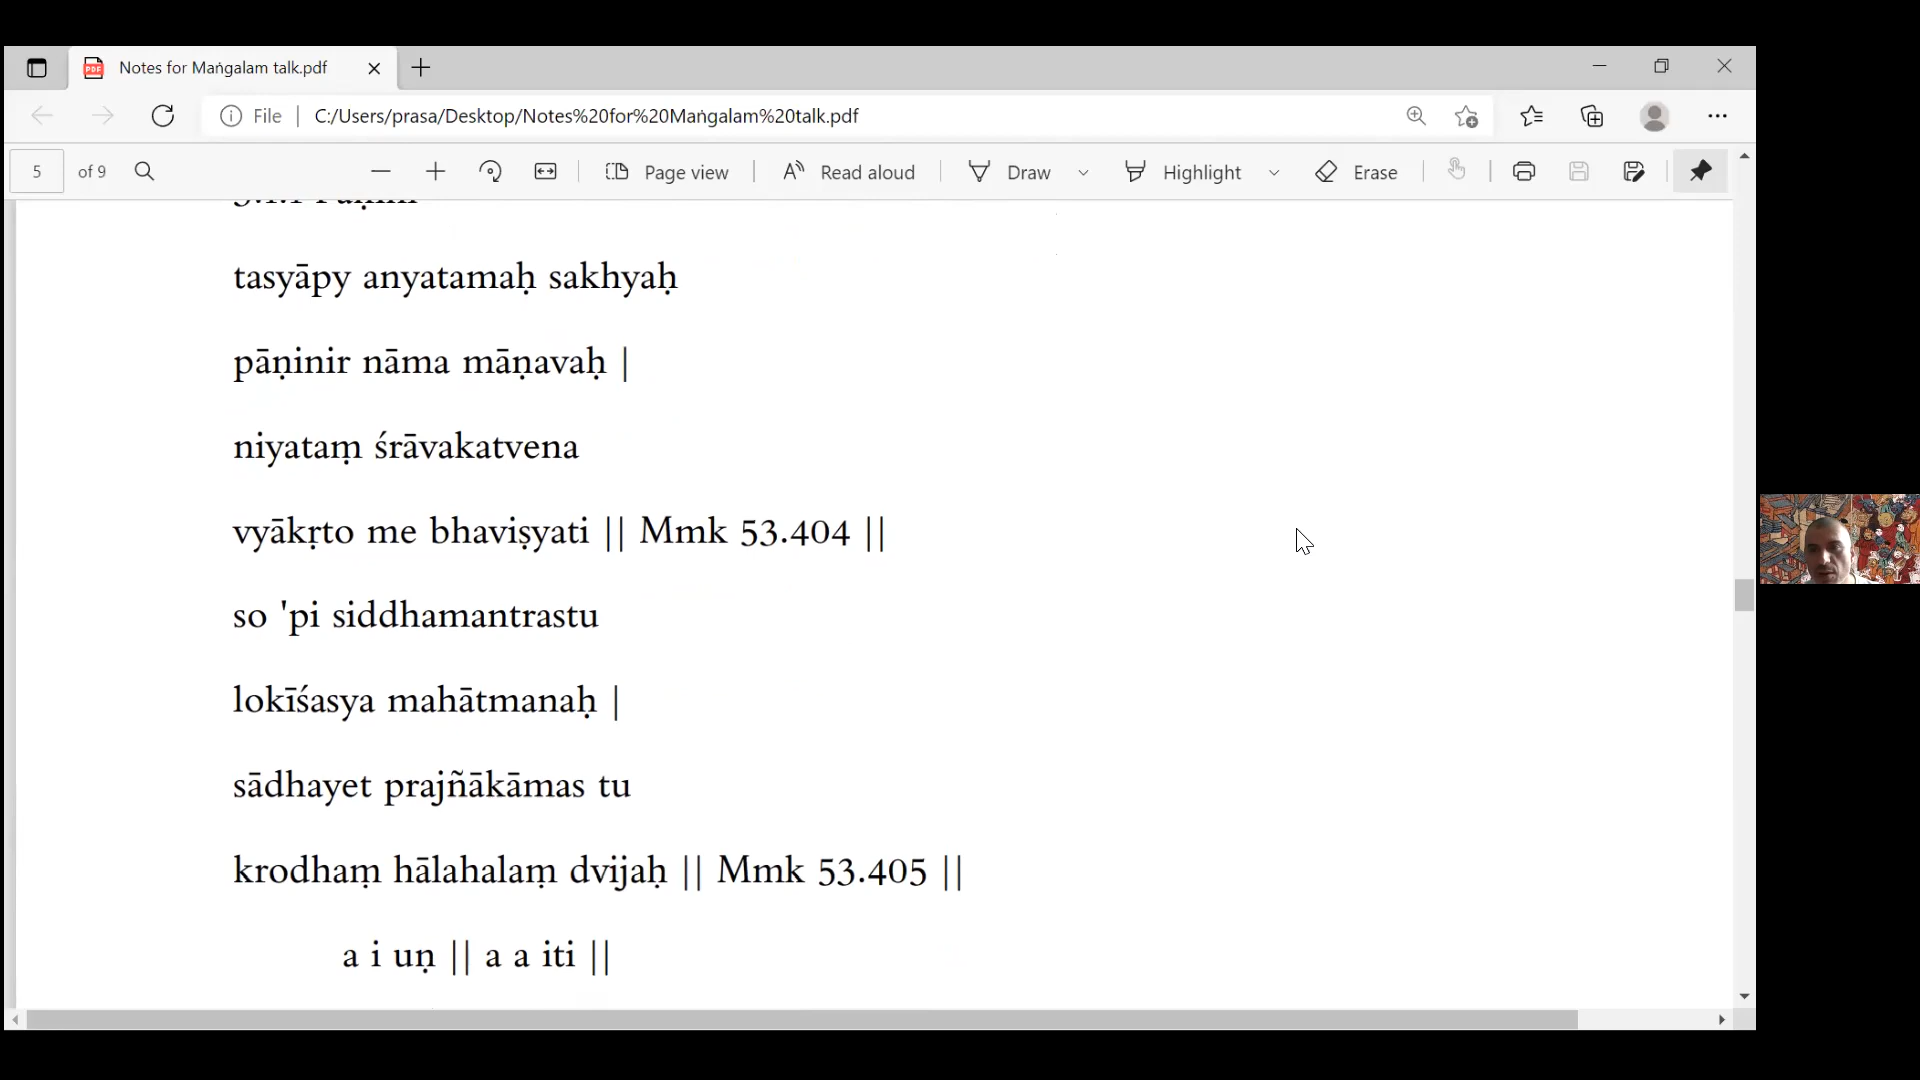 Notes for Maṅgalam talk.pdf
File
C:/Users/prasa/Desktop/Notes%20for%20Maṅgalam%20talk.pdf
5 of 9
Page view
Read aloud
Draw
Highlight
Erase
tasyāpy anyatamaḥ sakhyaḥ
pāṇinir nāma māṇavaḥ |
niyataṃ śrāvakatvena
vyākṛto me bhaviṣyati || Mmk 53.404 ||
so 'pi siddhamantrastu
lokīśasya mahātmanaḥ |
sādhayet prajñākāmas tu
krodhaṃ hālahalaṃ dvijaḥ || Mmk 53.405 ||
a i uṇ || a a iti ||